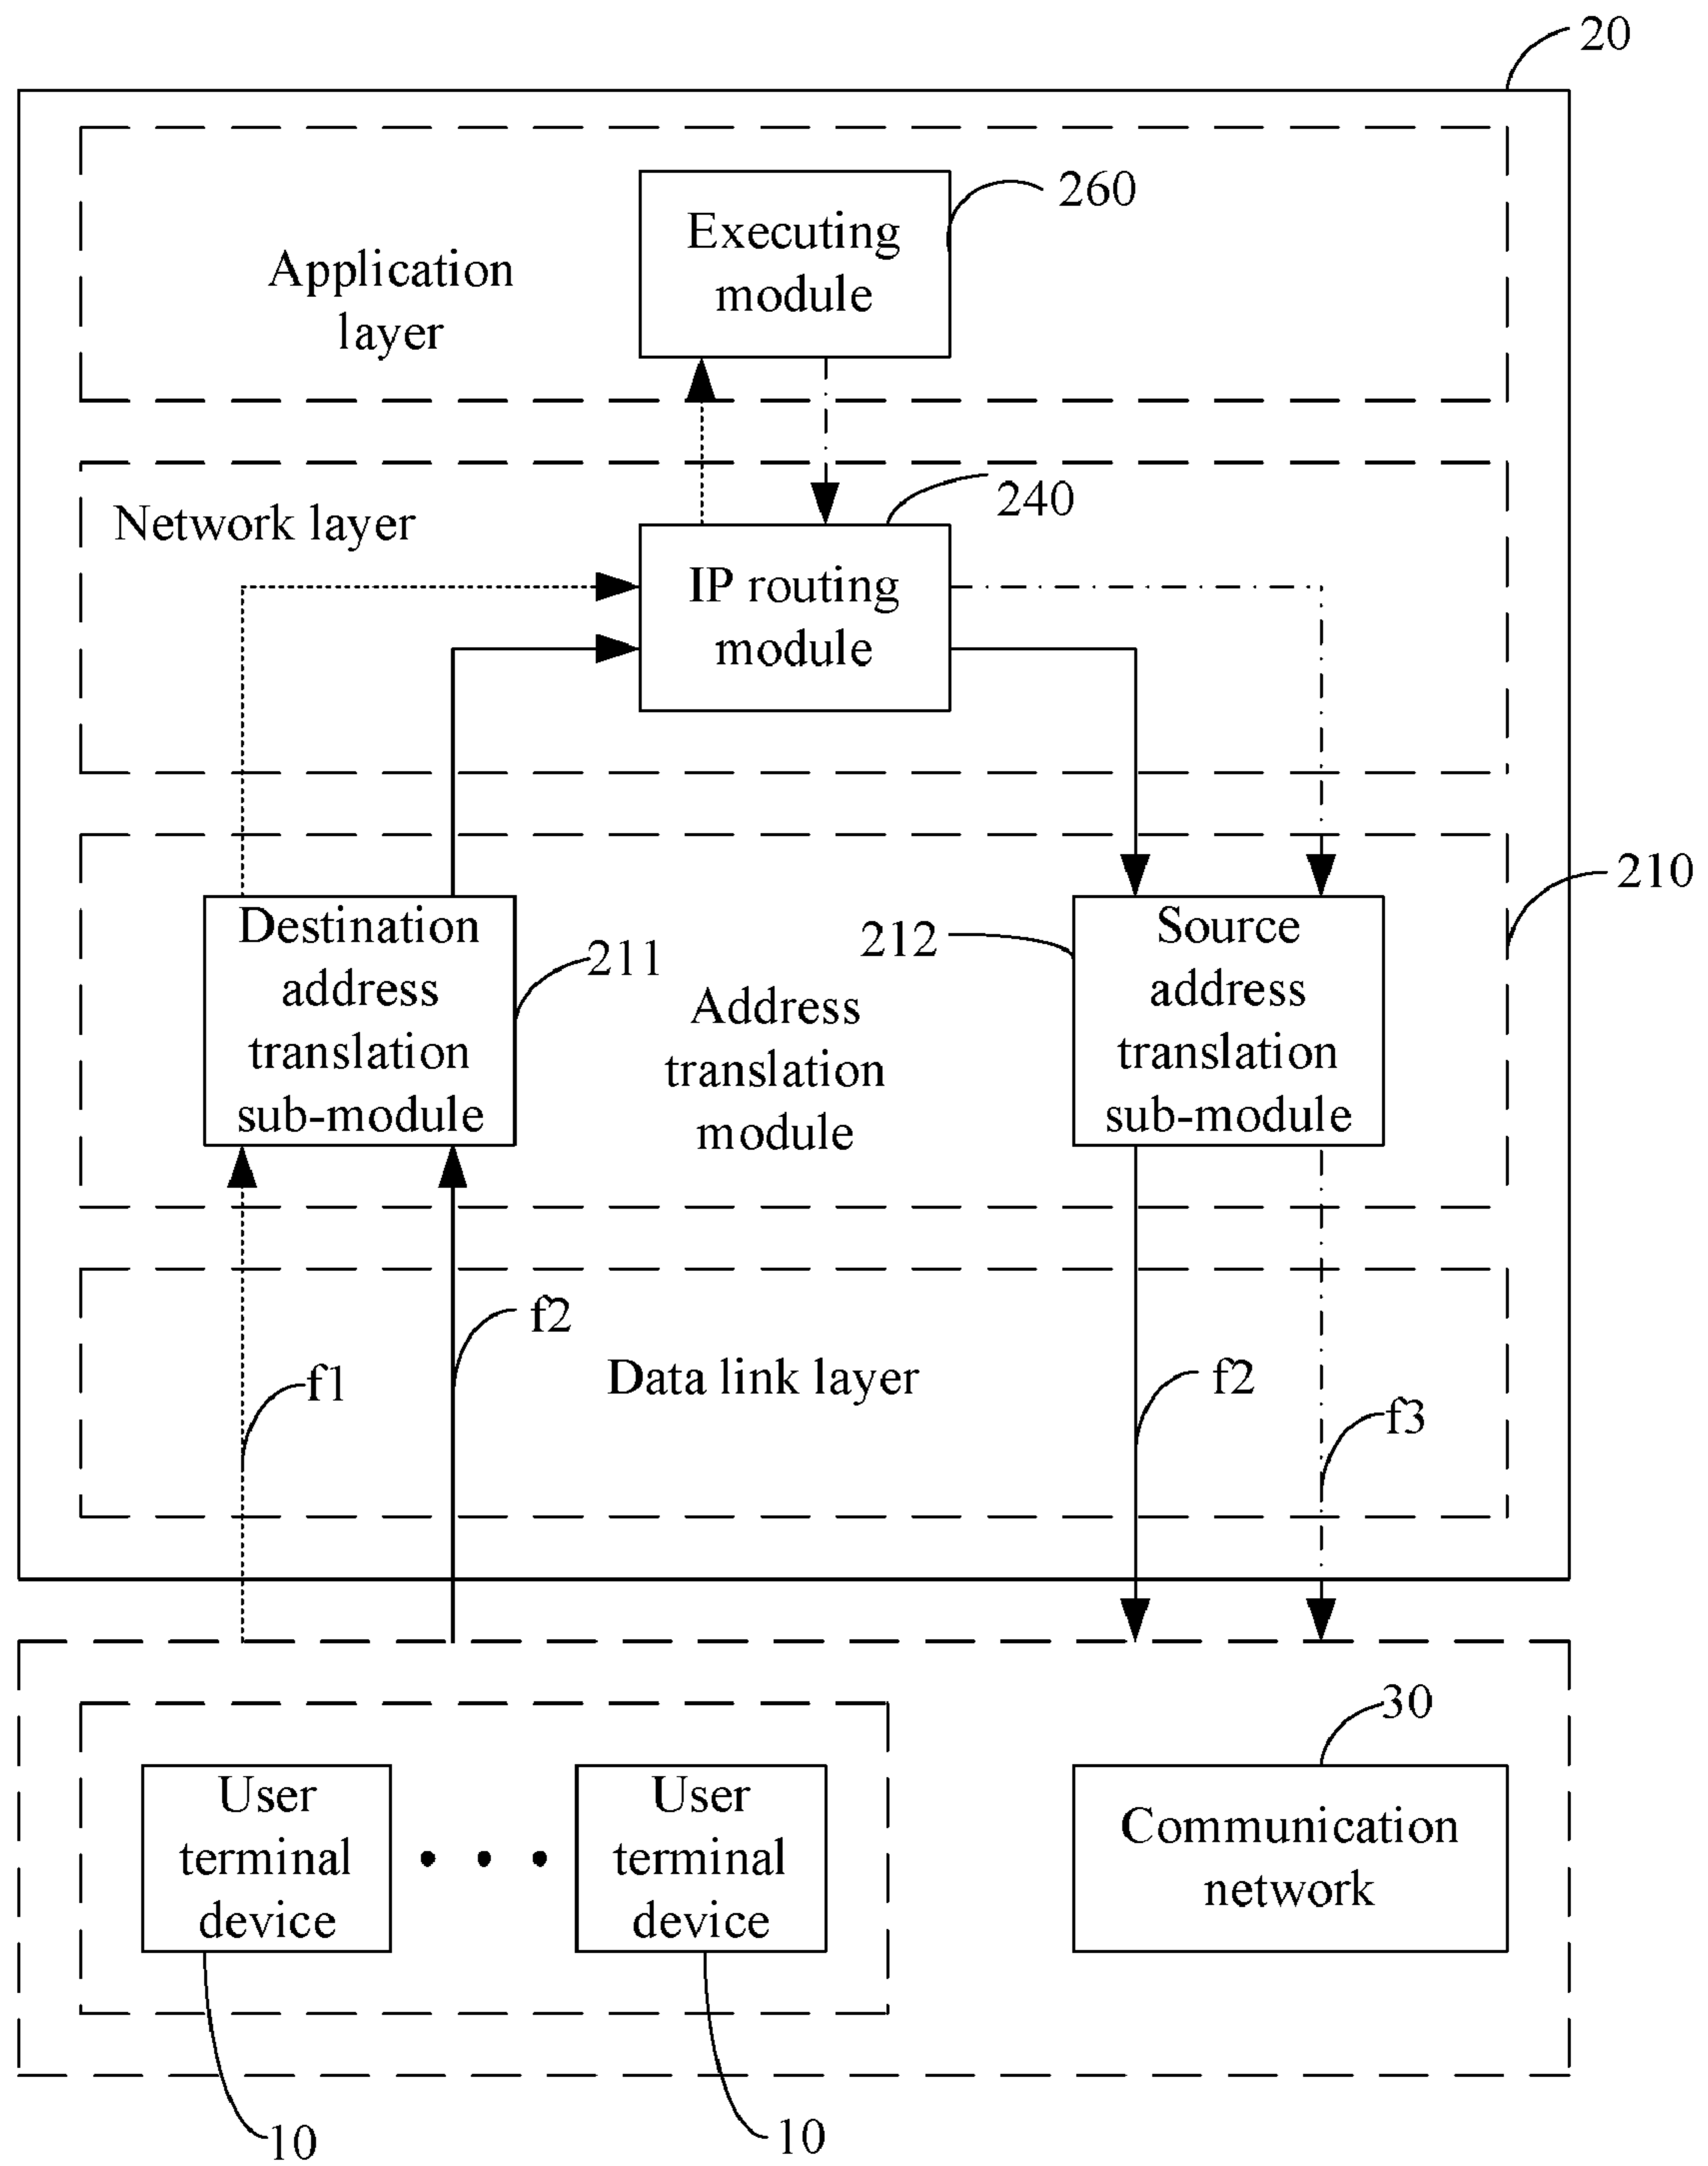 20
260
Executing
module
Application
layer
240
Network layer
IP routing
module
210
Destination
address
translation
sub-module
211
212
Source
address
translation
sub-module
Address
translation
module
f2
f1
Data link layer
f2
f3
30
User
terminal
device
User
terminal
device
Communication
network
10
10